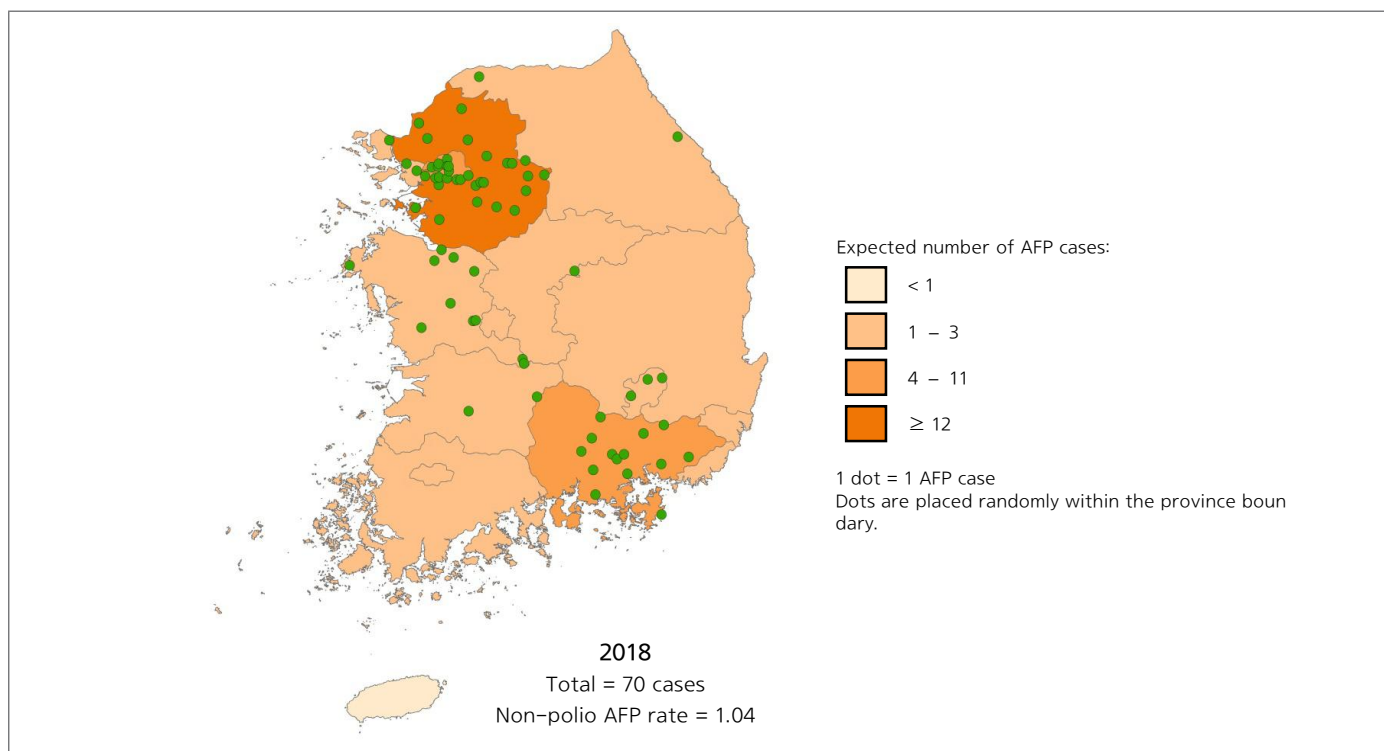 Expected number of AFP cases:
< 1
1 – 3
4 – 11
≥ 12
1 dot = 1 AFP case
Dots are placed randomly within the province boun
dary.
2018
Total = 70 cases
Non-polio AFP rate = 1.04